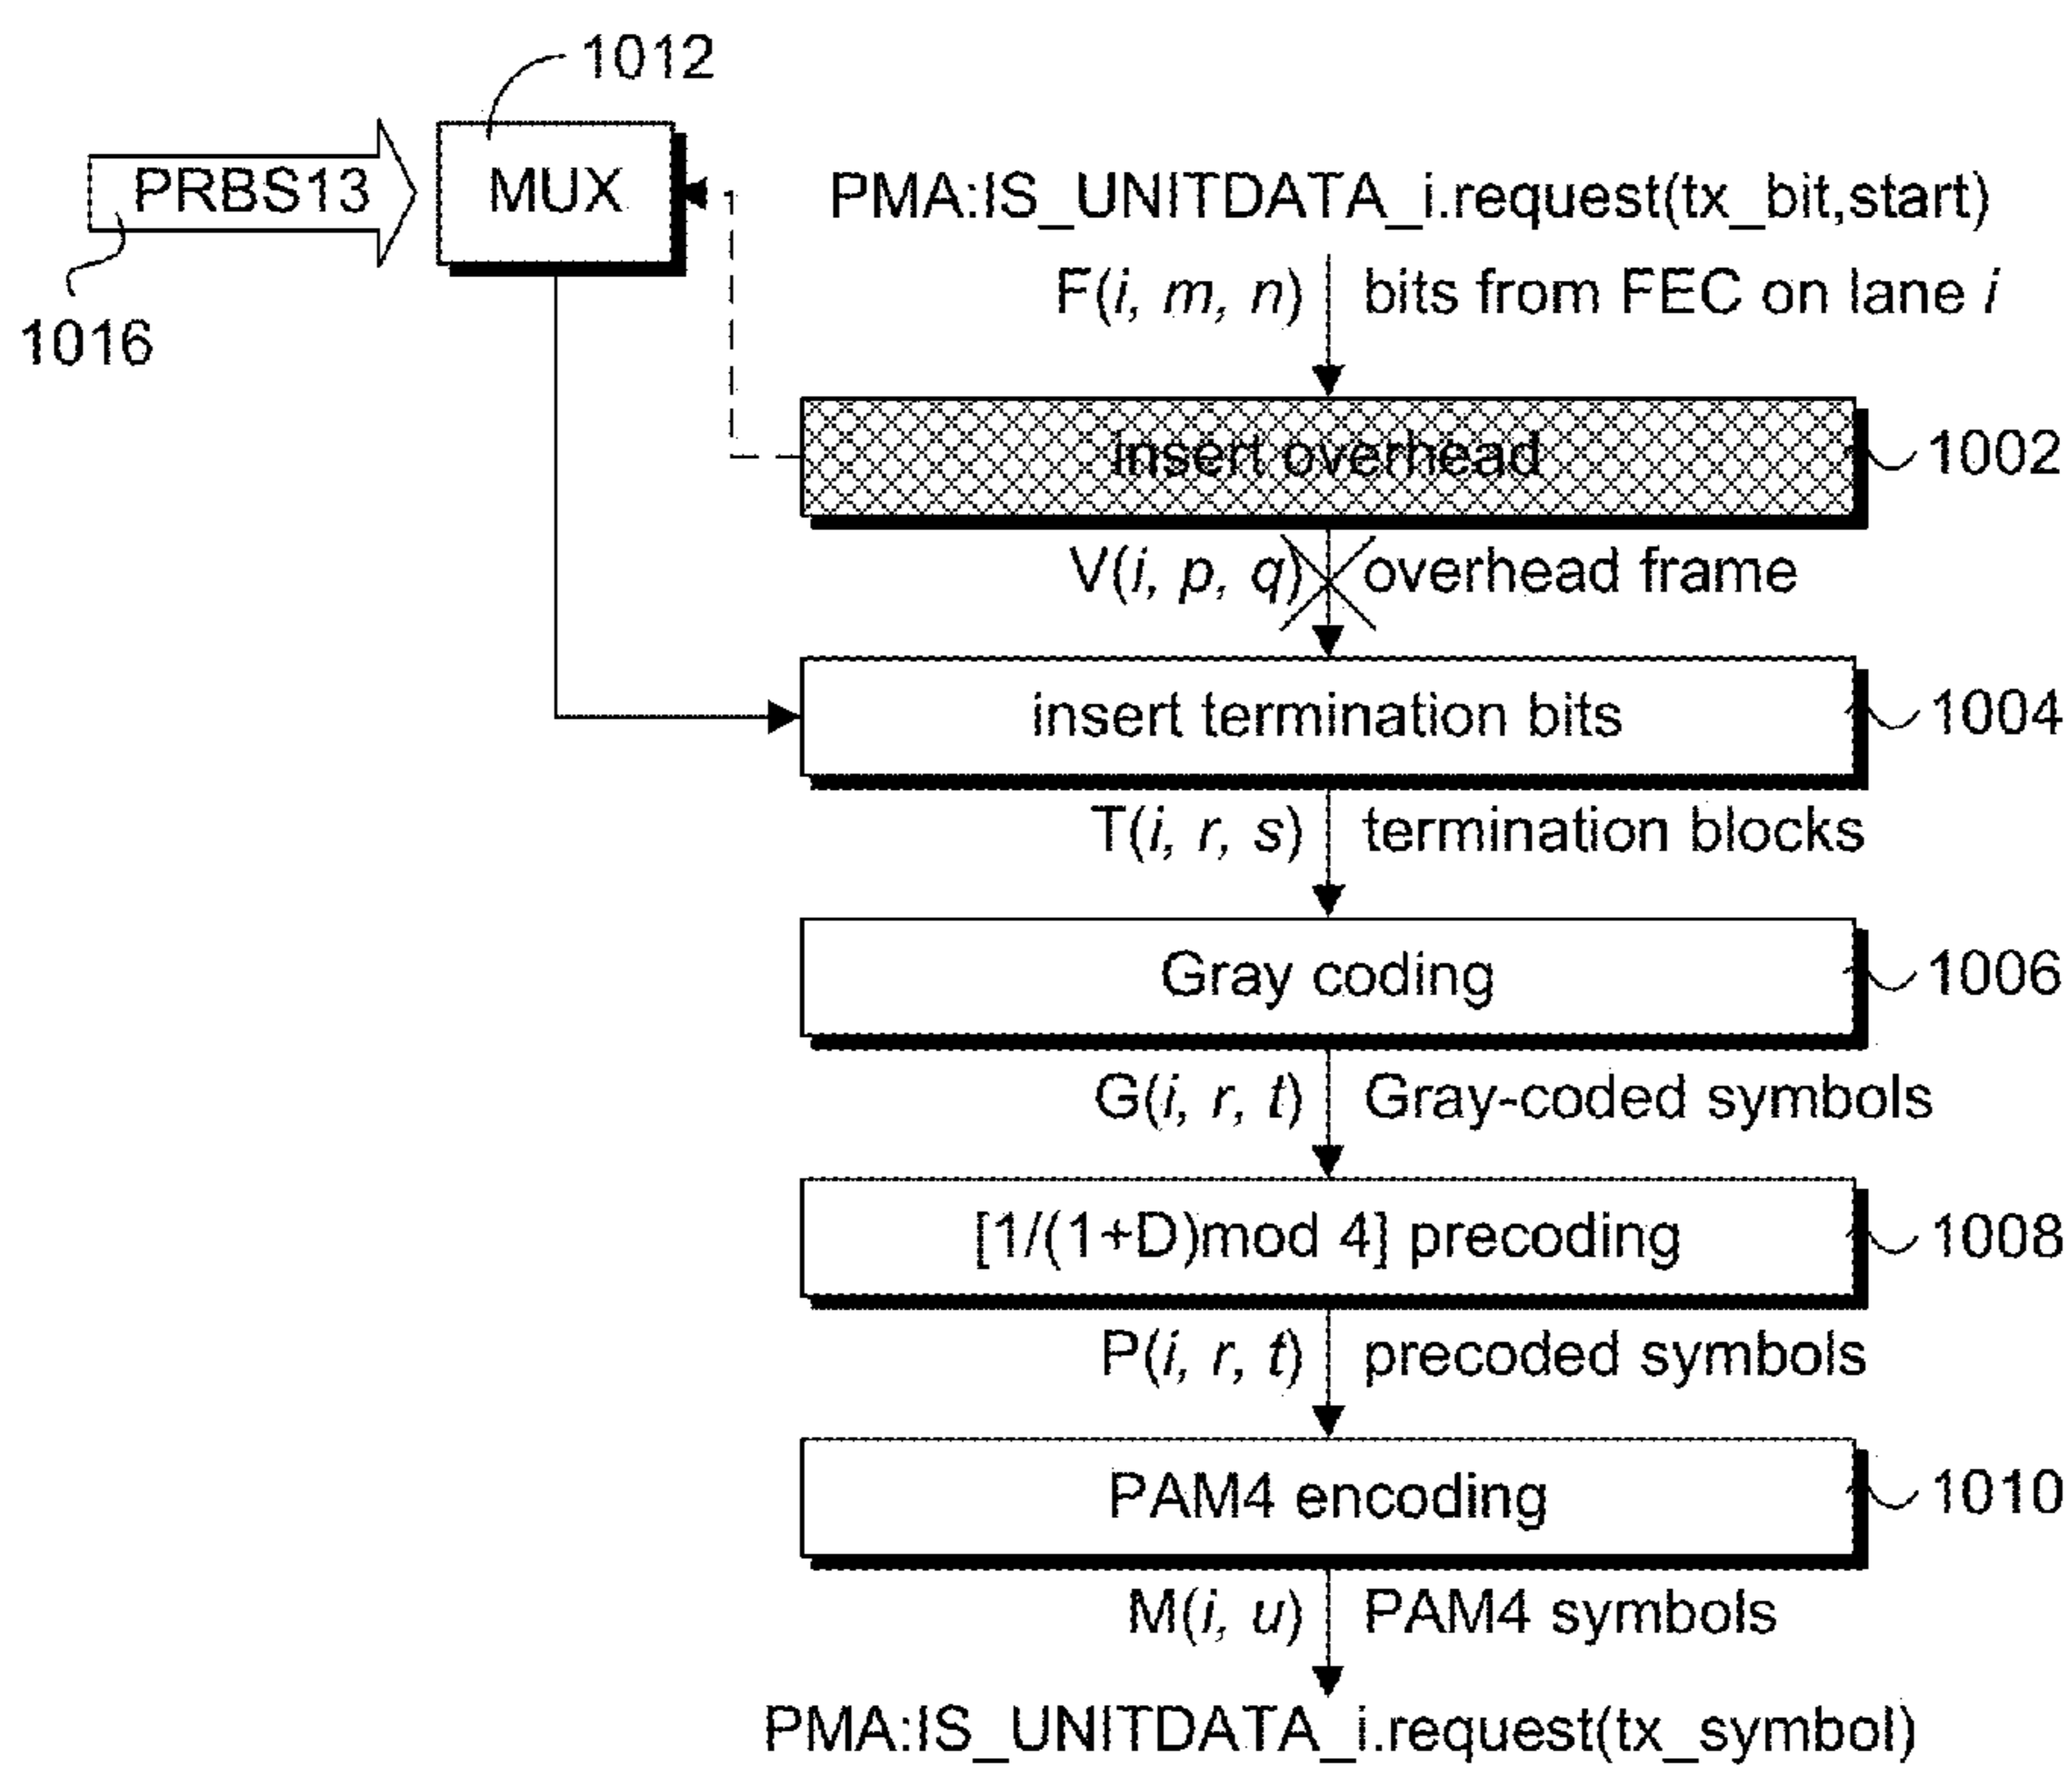 1012
PRBS13
MUX
1016
PMA:IS_UNITDATA_i.request(tx_bit,start)
F(i, m, n) bits from FEC on lane i
insert overhead 1002
V(i, p, q) overhead frame
insert termination bits 1004
T(i, r, s) termination blocks
Gray coding 1006
G(i, r, t) Gray-coded symbols
[1/(1+D)mod 4] precoding 1008
P(i, r, t) precoded symbols
PAM4 encoding 1010
M(i, u) PAM4 symbols
PMA:IS_UNITDATA_i.request(tx_symbol)